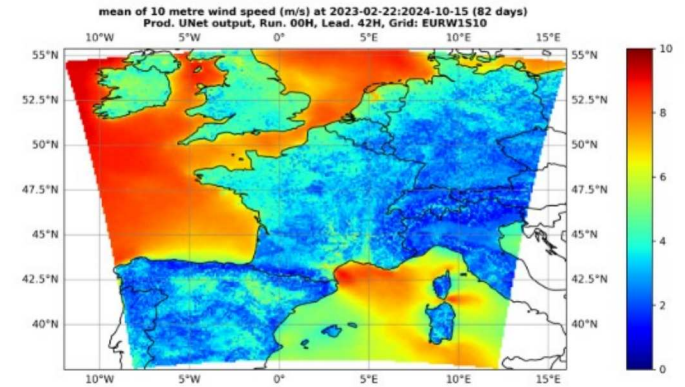 mean of 10 metre wind speed (m/s) at 2023-02-22:2024-10-15 (82 days)
Prod. UNet output, Run. 00H, Lead. 42H, Grid: EURW1S10
10°W 5°W 0° 5°E 10°E 15°E
55°N 55°N 10
52.5°N 52.5°N
8
50°N 50°N
6
47.5°N 47.5°N
45°N 45°N 4
42.5°N 42.5°N
2
40°N 40°N
0
10°W 5°W 0° 5°E 10°E 15°E